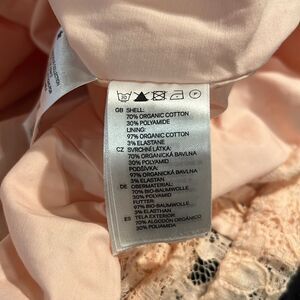 GB SHELL:
70% ORGANIC COTTON
30% POLYAMIDE
LINING:
97% ORGANIC COTTON
3% ELASTANE
CZ SVRCHNÍ LÁTKA:
70% ORGANICKÁ BAVLNA
30% POLYAMID
PODŠÍVKA:
97% ORGANICKÁ BAVLNA
3% ELASTAN
DE OBERMATERIAL:
70% BIO-BAUMWOLLE
30% POLYAMID
FUTTER:
97% BIO-BAUMWOLLE
3% ELASTHAN
ES TELA EXTERIOR:
70% ALGODÓN ORGÁNICO
30% POLIAMIDA